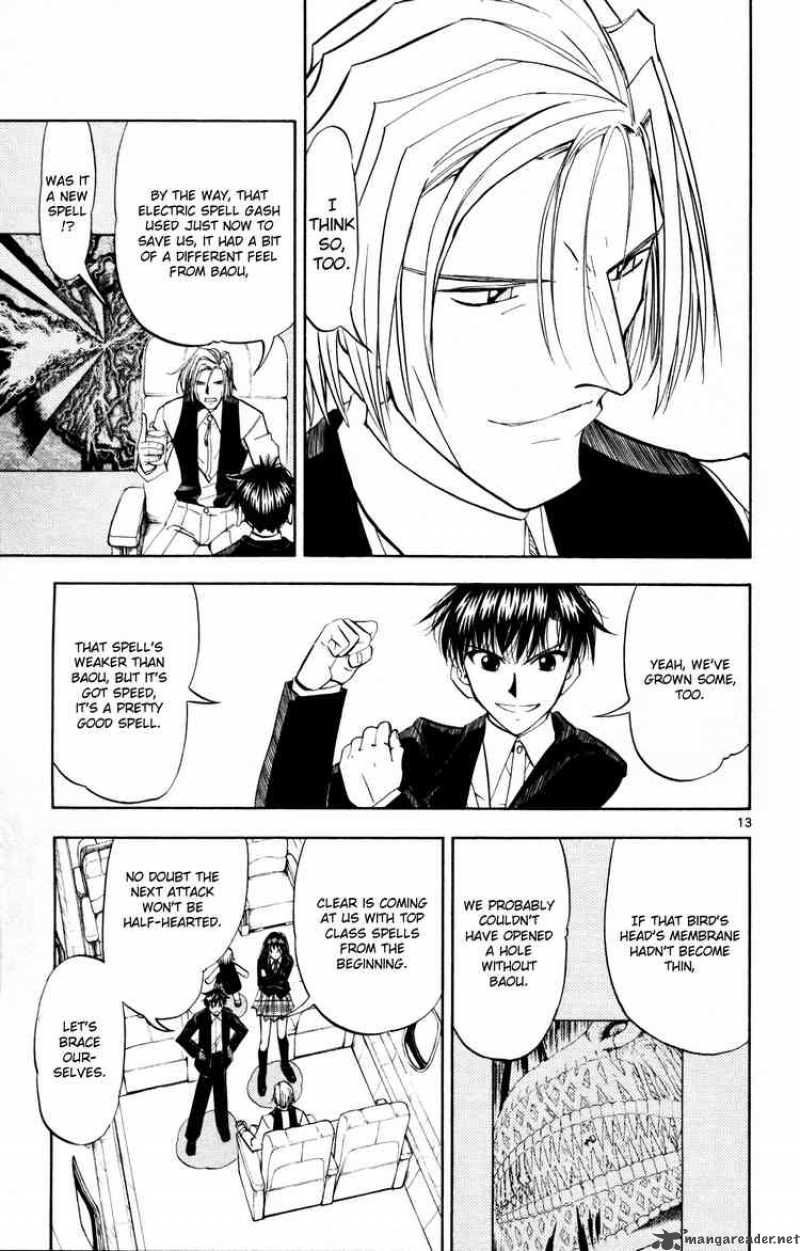 I
THINK
SO,
TOO.
BY THE WAY, THAT
ELECTRIC SPELL GASH
USED JUST NOW TO
SAVE US, IT HAD A BIT
OF A DIFFERENT FEEL
FROM BAOU,
WAS IT
A NEW
SPELL
!?
YEAH, WE'VE
GROWN SOME,
TOO.
THAT SPELL'S
WEAKER THAN
BAOU, BUT IT'S
GOT SPEED,
IT'S A PRETTY
GOOD SPELL.
13
IF THAT BIRD'S
HEAD'S MEMBRANE
HADN'T BECOME
THIN,
WE PROBABLY
COULDN'T
HAVE OPENED
A HOLE
WITHOUT
BAOU.
CLEAR IS COMING
AT US WITH TOP
CLASS SPELLS
FROM THE
BEGINNING.
NO DOUBT THE
NEXT ATTACK
WON'T BE
HALF-HEARTED.
LET'S
BRACE
OUR-
SELVES.
mangareader.net